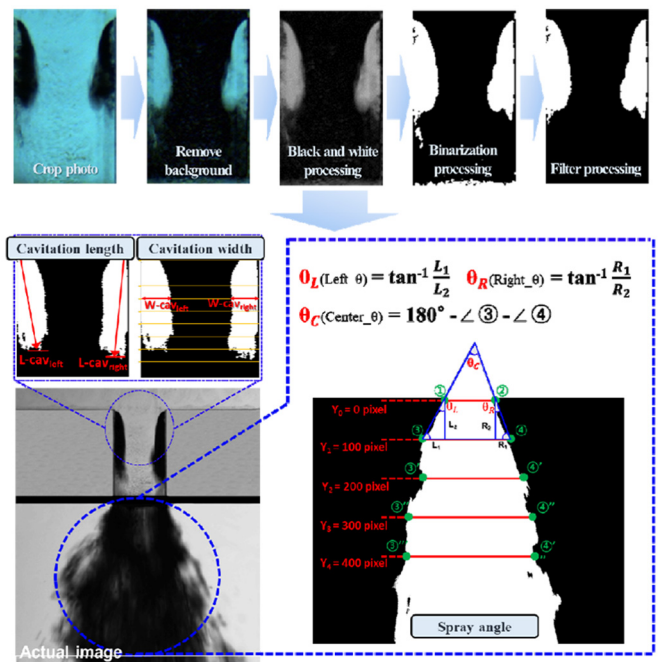 Crop photo
Remove
background
Black and white
processing
Binarization
processing
Filter processing
Cavitation length
Cavitation width
L-cavleft
L-cavright
W-cavleft
W-cavright
θL(Left_θ) = tan⁻¹ L₁/L₂ θR(Right_θ) = tan⁻¹ R₁/R₂
θC(Center_θ) = 180° - ∠ ③ - ∠ ④
θC
① ②
Y₀ = 0 pixel
θL θR
L₂ R₂
③ ④
Y₁ = 100 pixel
L₁ R₁
③' ④'
Y₂ = 200 pixel
③'' ④''
Y₃ = 300 pixel
③''' ④'''
Y₄ = 400 pixel
Spray angle
Actual image